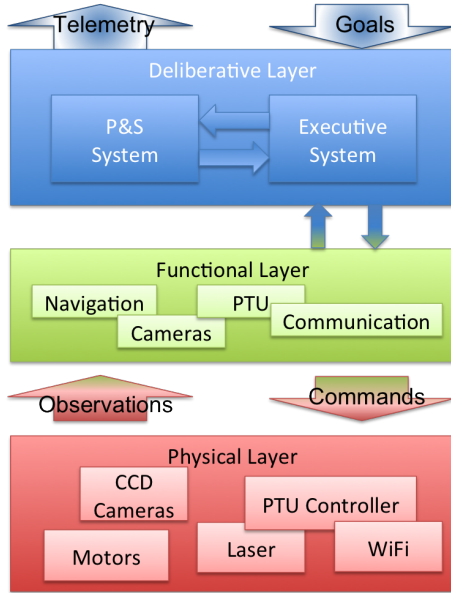 Telemetry
Goals
Deliberative Layer
P&S
System
Executive
System
Functional Layer
Navigation
PTU
Cameras
Communication
Observations
Commands
Physical Layer
CCD
Cameras
PTU Controller
Motors
Laser
WiFi